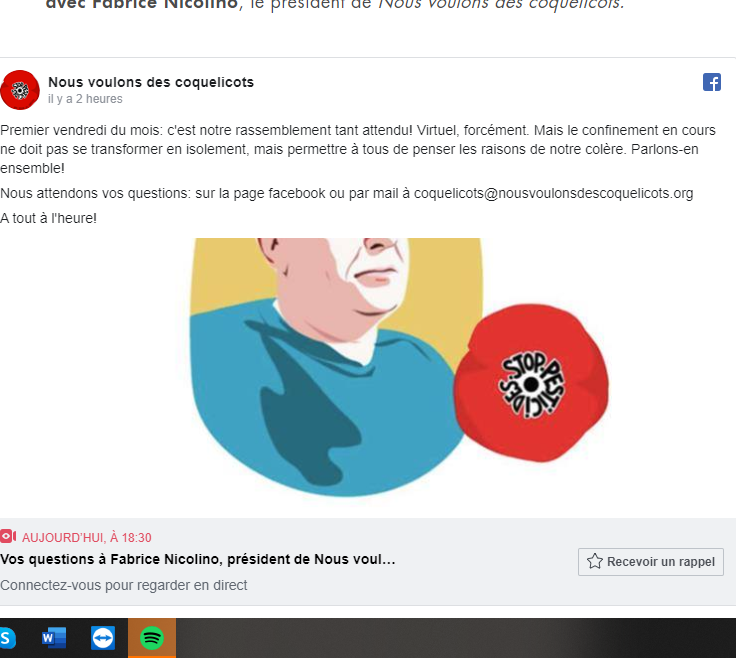 avec Fabrice Nicolino, le président de Nous voulons des coquelicots.
Nous voulons des coquelicots
il y a 2 heures
Premier vendredi du mois: c'est notre rassemblement tant attendu! Virtuel, forcément. Mais le confinement en cours
ne doit pas se transformer en isolement, mais permettre à tous de penser les raisons de notre colère. Parlons-en
ensemble!
Nous attendons vos questions: sur la page facebook ou par mail à coquelicots@nousvoulonsdescoquelicots.org
A tout à l'heure!
STOP PESTICIDES
AUJOURD'HUI, À 18:30
Vos questions à Fabrice Nicolino, président de Nous voul...
Recevoir un rappel
Connectez-vous pour regarder en direct